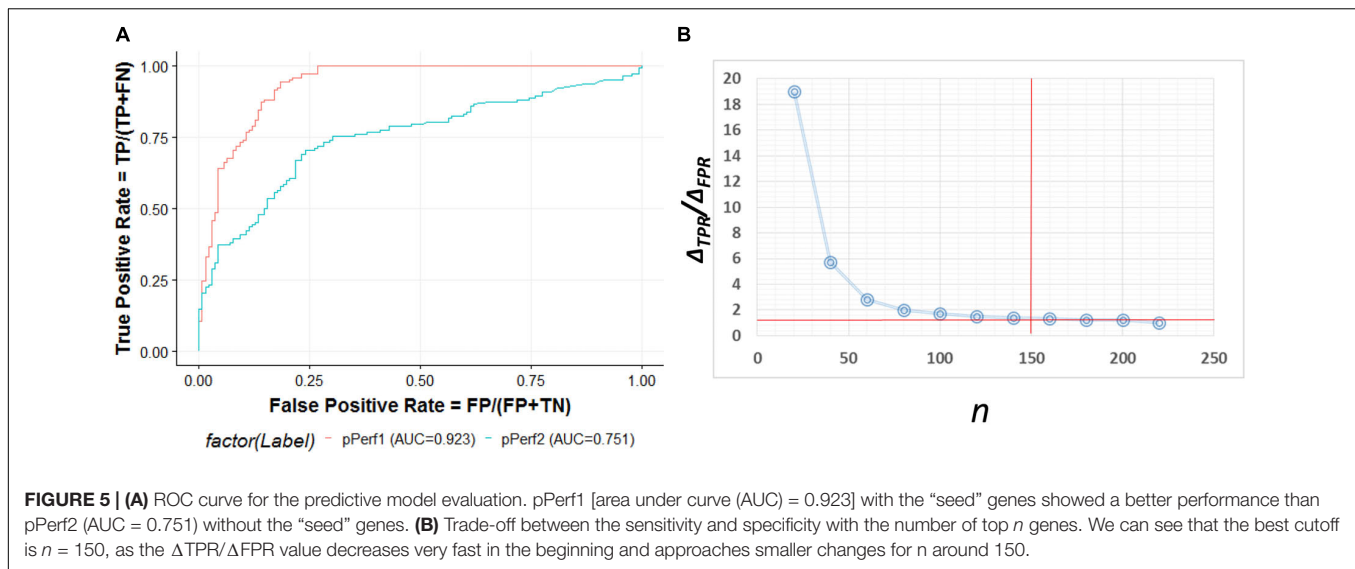 A
1.00
0.75
0.50
0.25
0.00
True Positive Rate = TP/(TP+FN)
0.00 0.25 0.50 0.75 1.00
False Positive Rate = FP/(FP+TN)
factor(Label) pPerf1 (AUC=0.923) pPerf2 (AUC=0.751)
B
20
18
16
14
12
10
8
6
4
2
0
Δ_TPR/Δ_FPR
0 50 100 150 200 250
n
FIGURE 5 | (A) ROC curve for the predictive model evaluation. pPerf1 [area under curve (AUC) = 0.923] with the “seed” genes showed a better performance than
pPerf2 (AUC = 0.751) without the “seed” genes. (B) Trade-off between the sensitivity and specificity with the number of top n genes. We can see that the best cutoff
is n = 150, as the ΔTPR/ΔFPR value decreases very fast in the beginning and approaches smaller changes for n around 150.